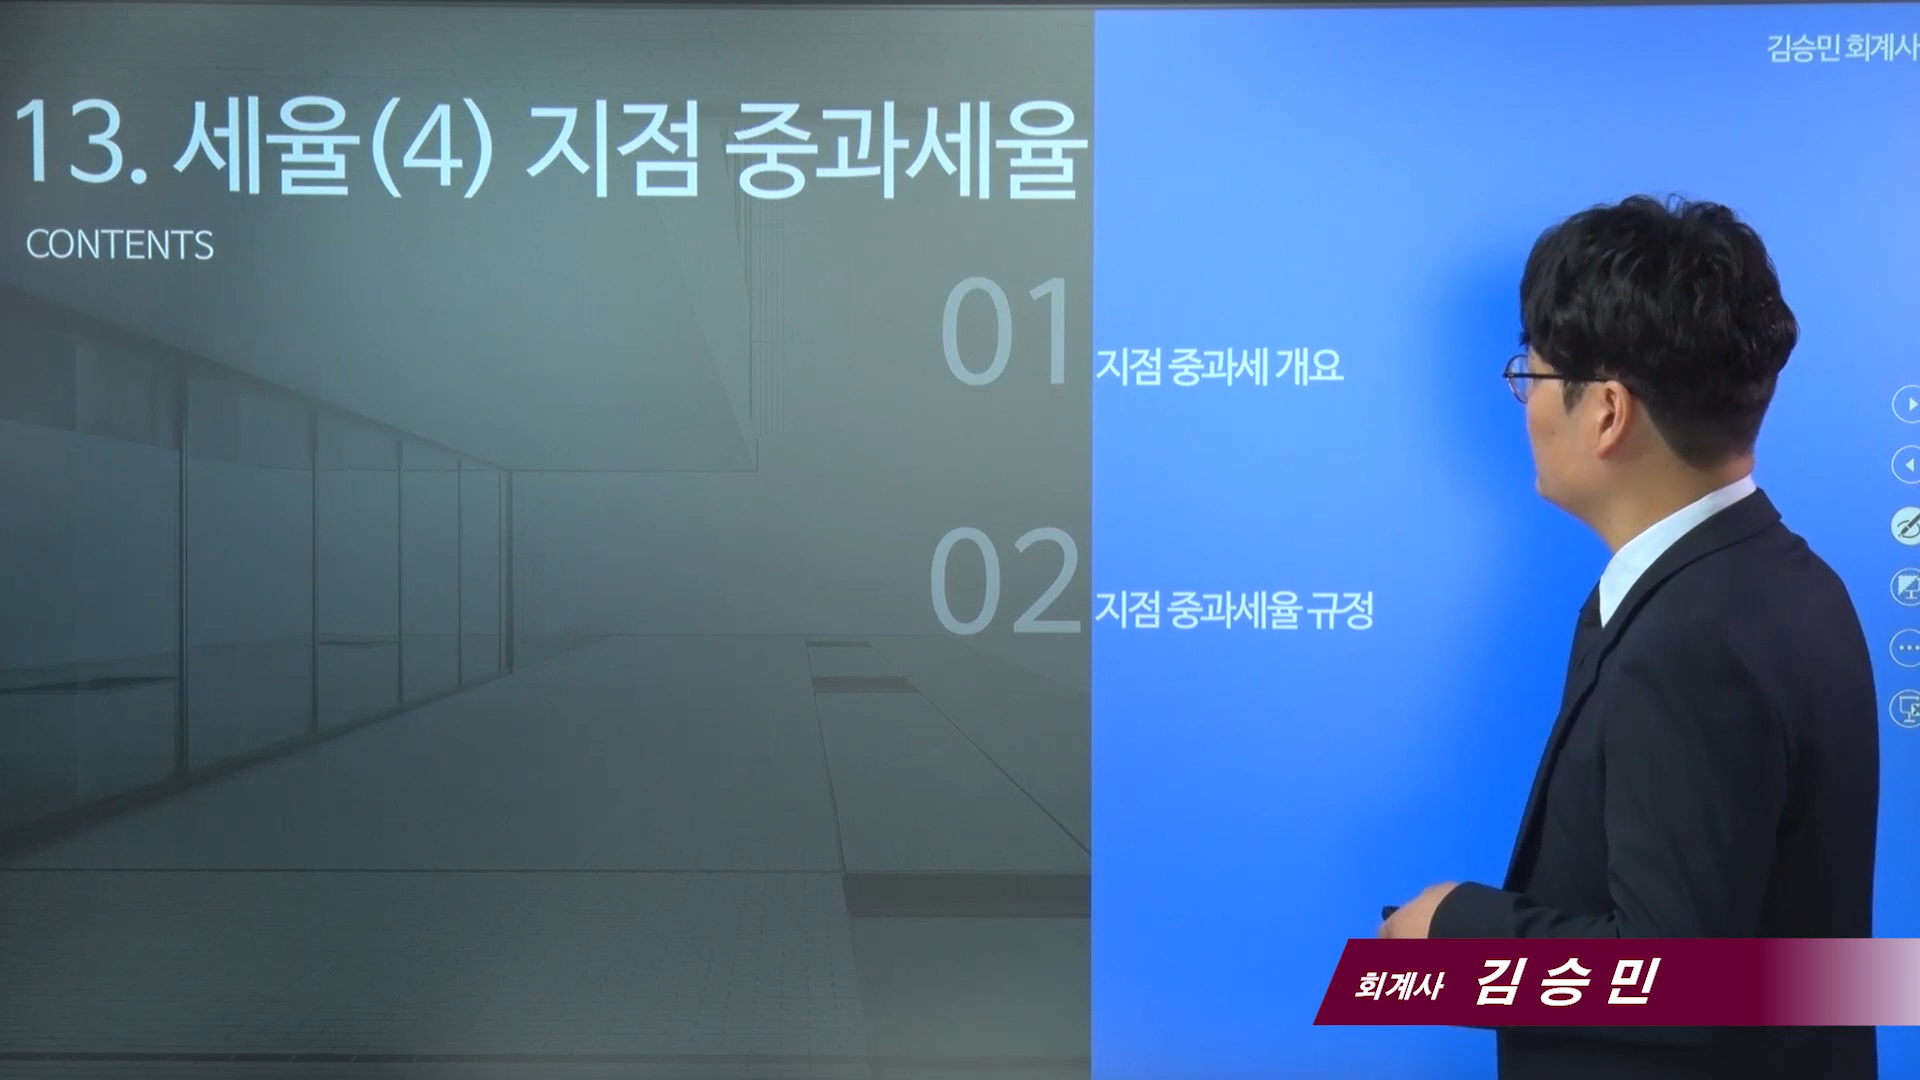 김승민 회계사
13. 세율(4) 지점 중과세율
CONTENTS
01
지점 중과세 개요
02
지점 중과세율 규정
회계사 김승민